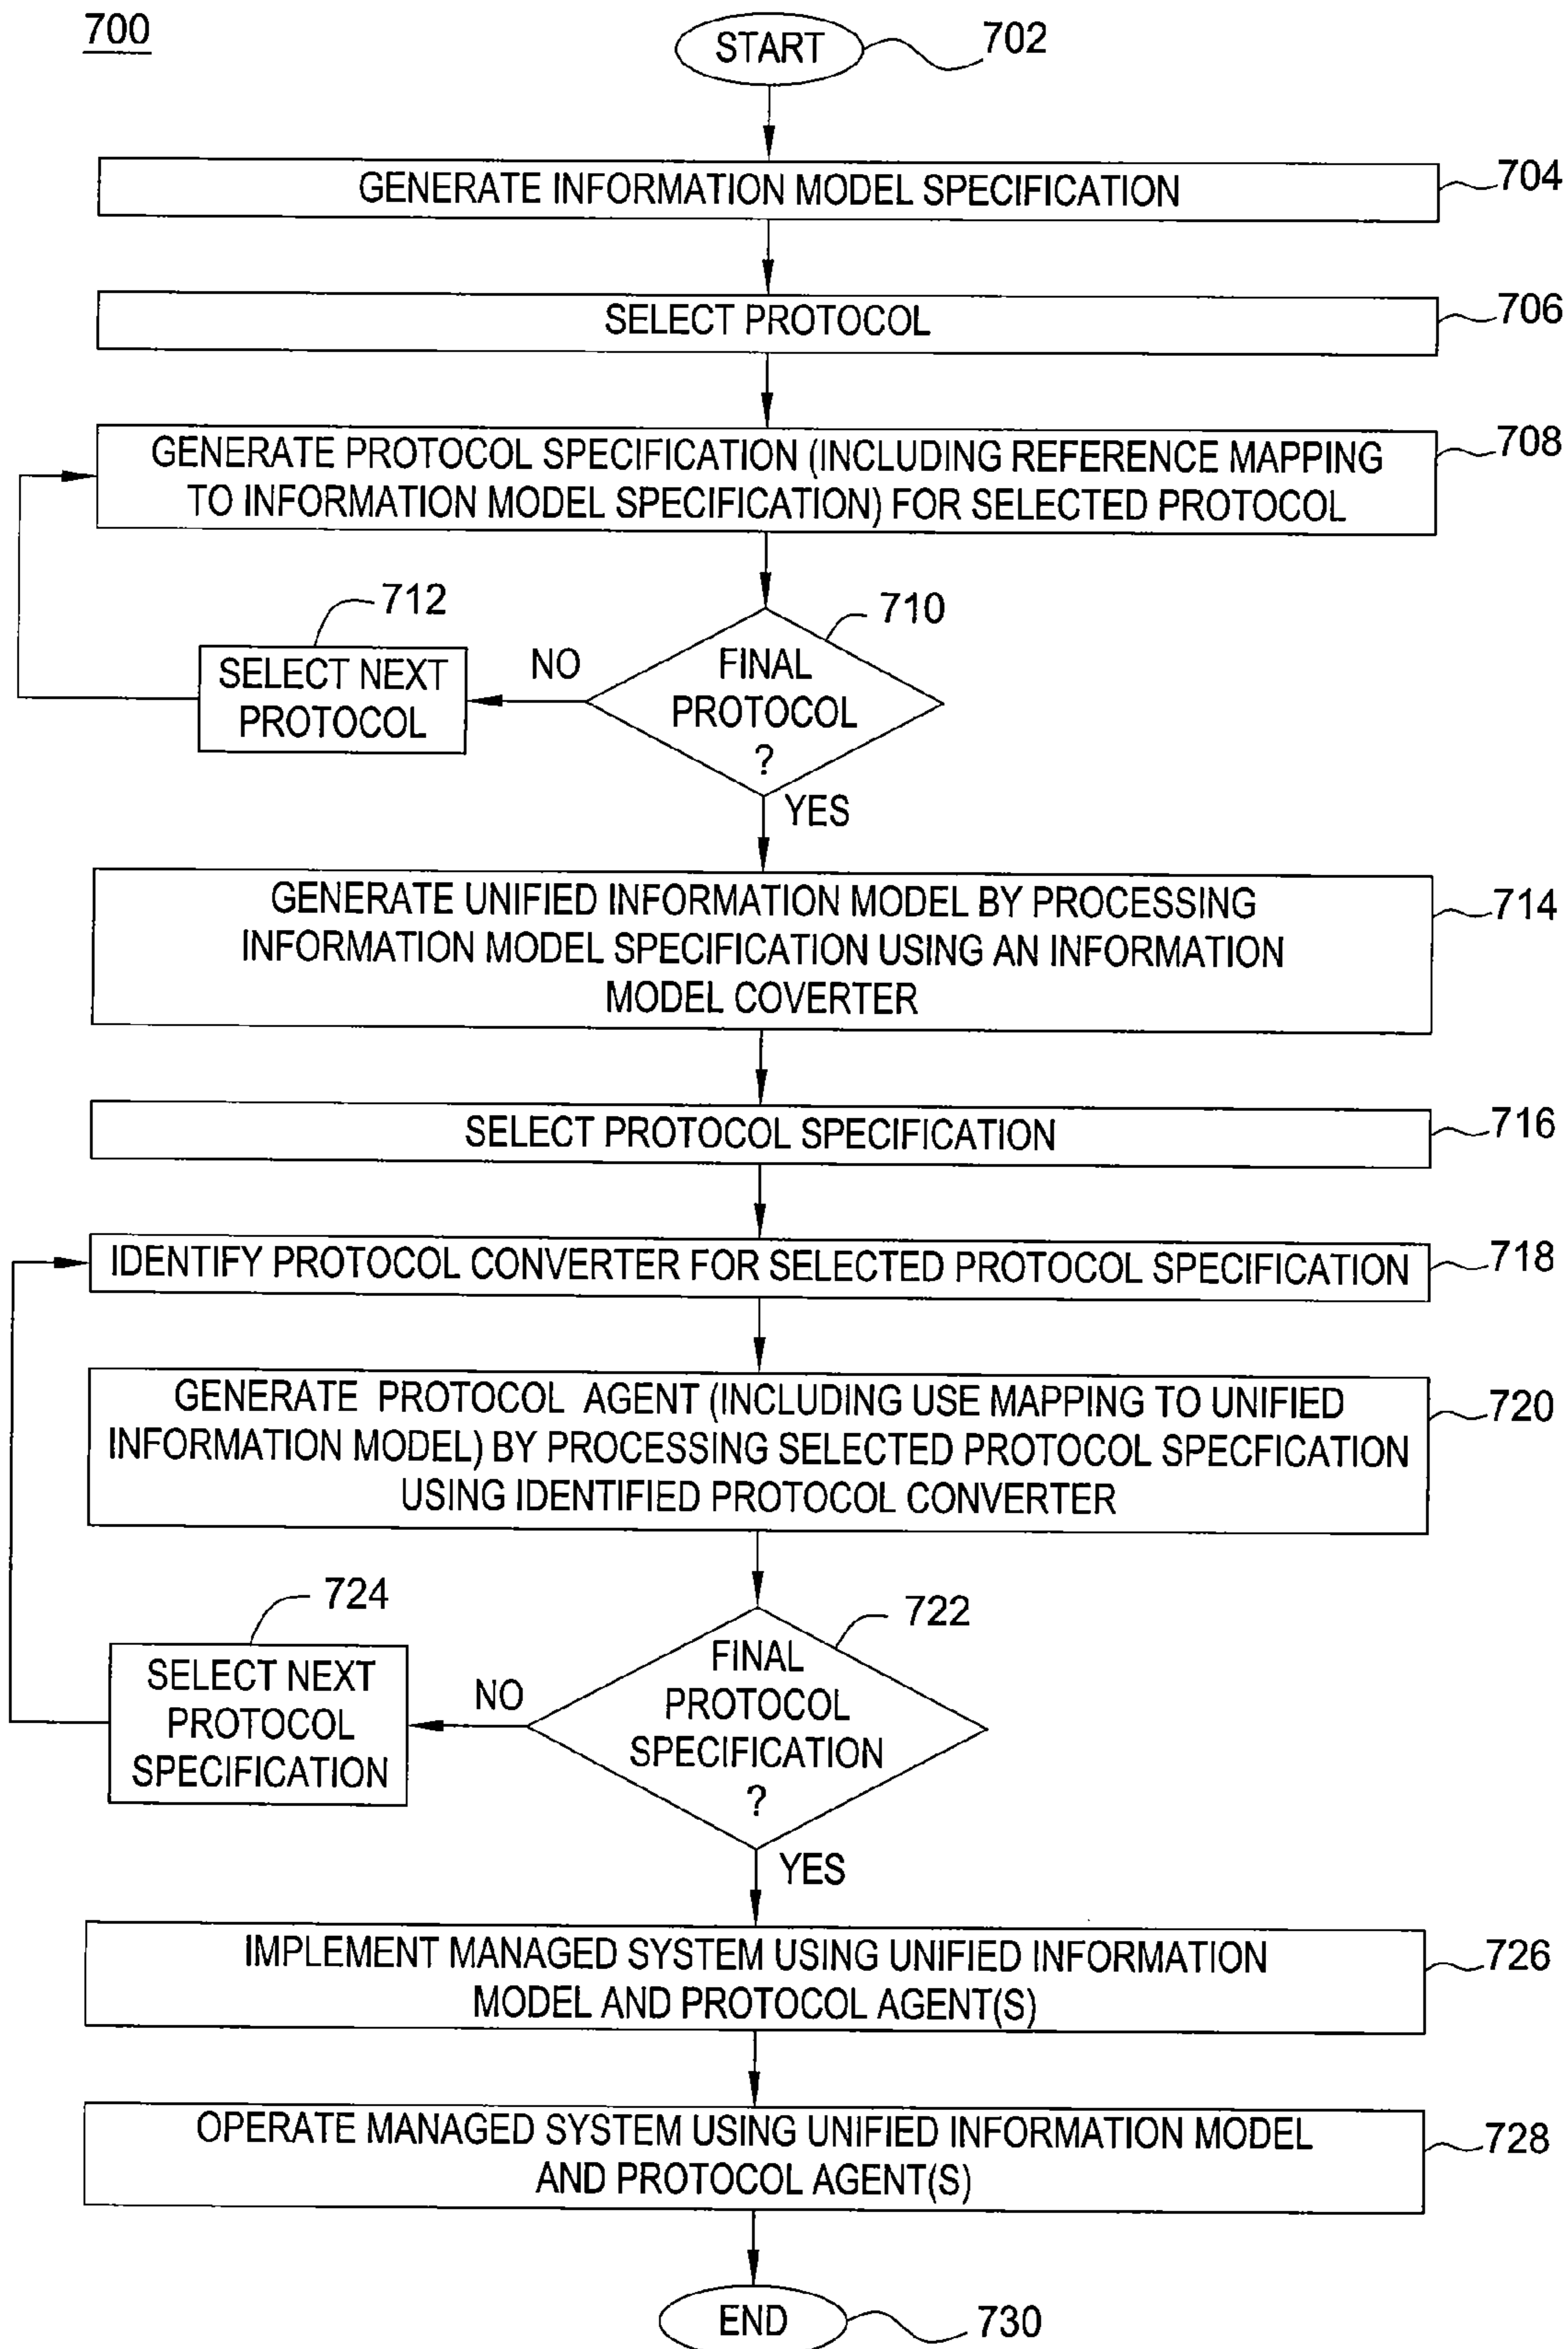 700
START
702
GENERATE INFORMATION MODEL SPECIFICATION
704
SELECT PROTOCOL
706
GENERATE PROTOCOL SPECIFICATION (INCLUDING REFERENCE MAPPING
TO INFORMATION MODEL SPECIFICATION) FOR SELECTED PROTOCOL
708
712
710
SELECT NEXT
PROTOCOL
NO
FINAL
PROTOCOL
?
YES
GENERATE UNIFIED INFORMATION MODEL BY PROCESSING
INFORMATION MODEL SPECIFICATION USING AN INFORMATION
MODEL COVERTER
714
SELECT PROTOCOL SPECIFICATION
716
IDENTIFY PROTOCOL CONVERTER FOR SELECTED PROTOCOL SPECIFICATION
718
GENERATE PROTOCOL AGENT (INCLUDING USE MAPPING TO UNIFIED
INFORMATION MODEL) BY PROCESSING SELECTED PROTOCOL SPECFICATION
USING IDENTIFIED PROTOCOL CONVERTER
720
724
722
SELECT NEXT
PROTOCOL
SPECIFICATION
NO
FINAL
PROTOCOL
SPECIFICATION
?
YES
IMPLEMENT MANAGED SYSTEM USING UNIFIED INFORMATION
MODEL AND PROTOCOL AGENT(S)
726
OPERATE MANAGED SYSTEM USING UNIFIED INFORMATION MODEL
AND PROTOCOL AGENT(S)
728
END
730